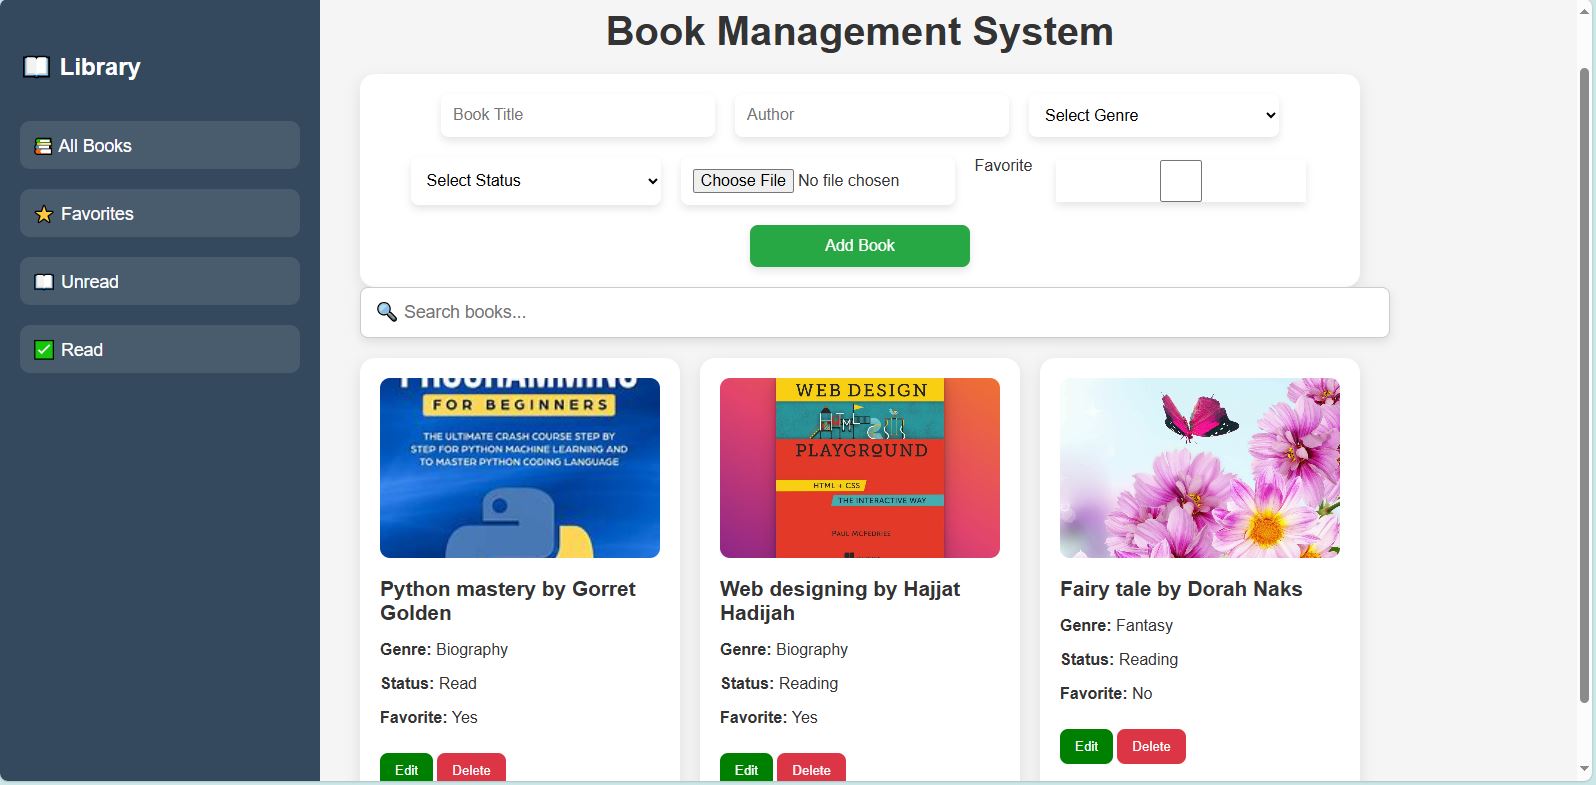 Book Management System
Library
All Books
Favorites
Unread
Read
Book Title
Author
Select Genre
Select Status
Choose File No file chosen
Favorite
Add Book
Search books...
FOR BEGINNERS
THE ULTIMATE CRASH COURSE STEP BY
STEP FOR PYTHON MACHINE LEARNING AND
TO MASTER PYTHON CODING LANGUAGE
Python mastery by Gorret
Golden
Genre: Biography
Status: Read
Favorite: Yes
Edit
Delete
WEB DESIGN
HTML
PLAYGROUND
HTML + CSS
THE INTERACTIVE WAY
PAUL MCFEDRIES
Web designing by Hajjat
Hadijah
Genre: Biography
Status: Reading
Favorite: Yes
Edit
Delete
Fairy tale by Dorah Naks
Genre: Fantasy
Status: Reading
Favorite: No
Edit
Delete